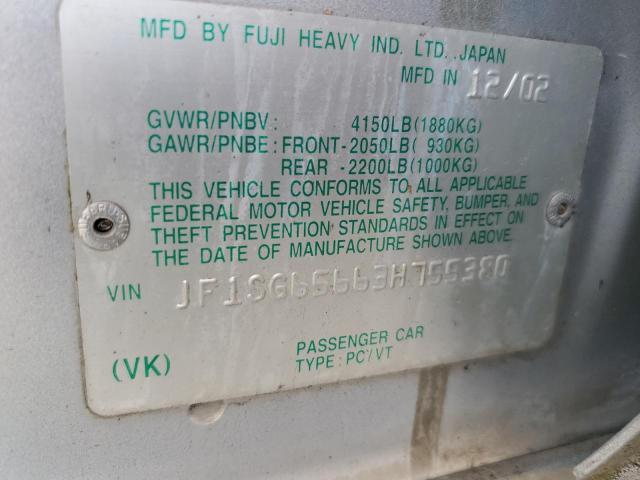 MFD BY FUJI HEAVY IND. LTD. JAPAN
MFD IN 12/02
GVWR/PNBV: 4150LB(1880KG)
GAWR/PNBE: FRONT-2050LB( 930KG)
REAR -2200LB(1000KG)
THIS VEHICLE CONFORMS TO ALL APPLICABLE
FEDERAL MOTOR VEHICLE SAFETY, BUMPER, AND
THEFT PREVENTION STANDARDS IN EFFECT ON
THE DATE OF MANUFACTURE SHOWN ABOVE.
VIN JF1SG65663H755380
PASSENGER CAR
(VK) TYPE: PC/VT